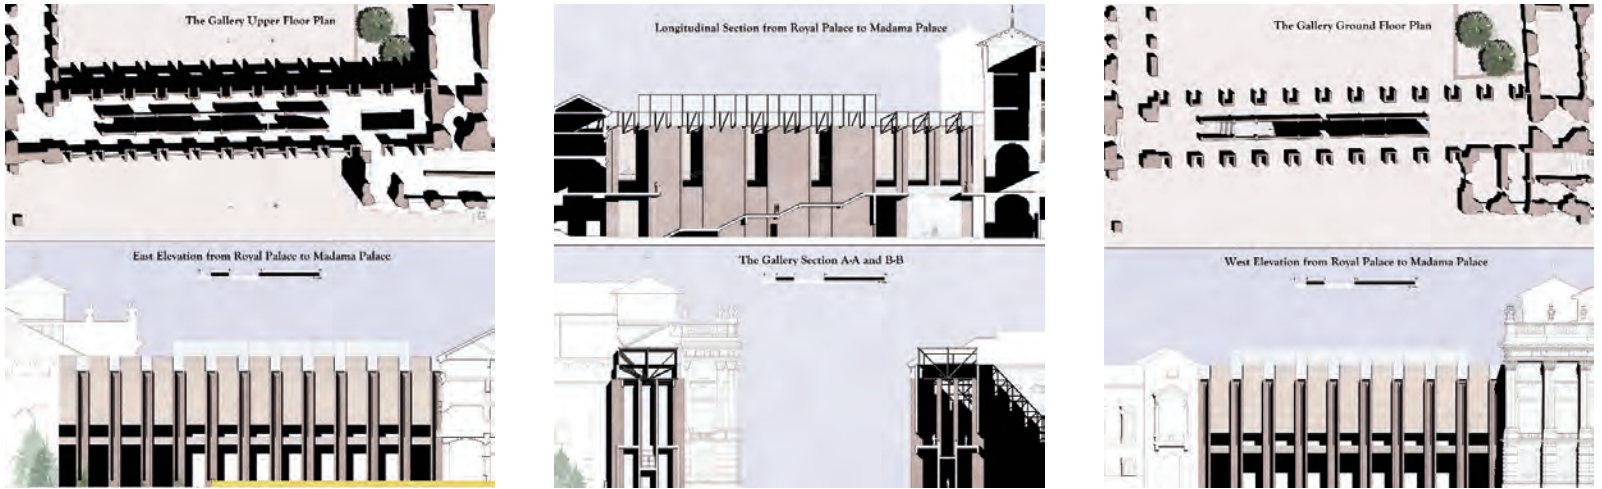 The Gallery Upper Floor Plan
East Elevation from Royal Palace to Madama Palace
Longitudinal Section from Royal Palace to Madama Palace
The Gallery Section A-A and B-B
The Gallery Ground Floor Plan
West Elevation from Royal Palace to Madama Palace